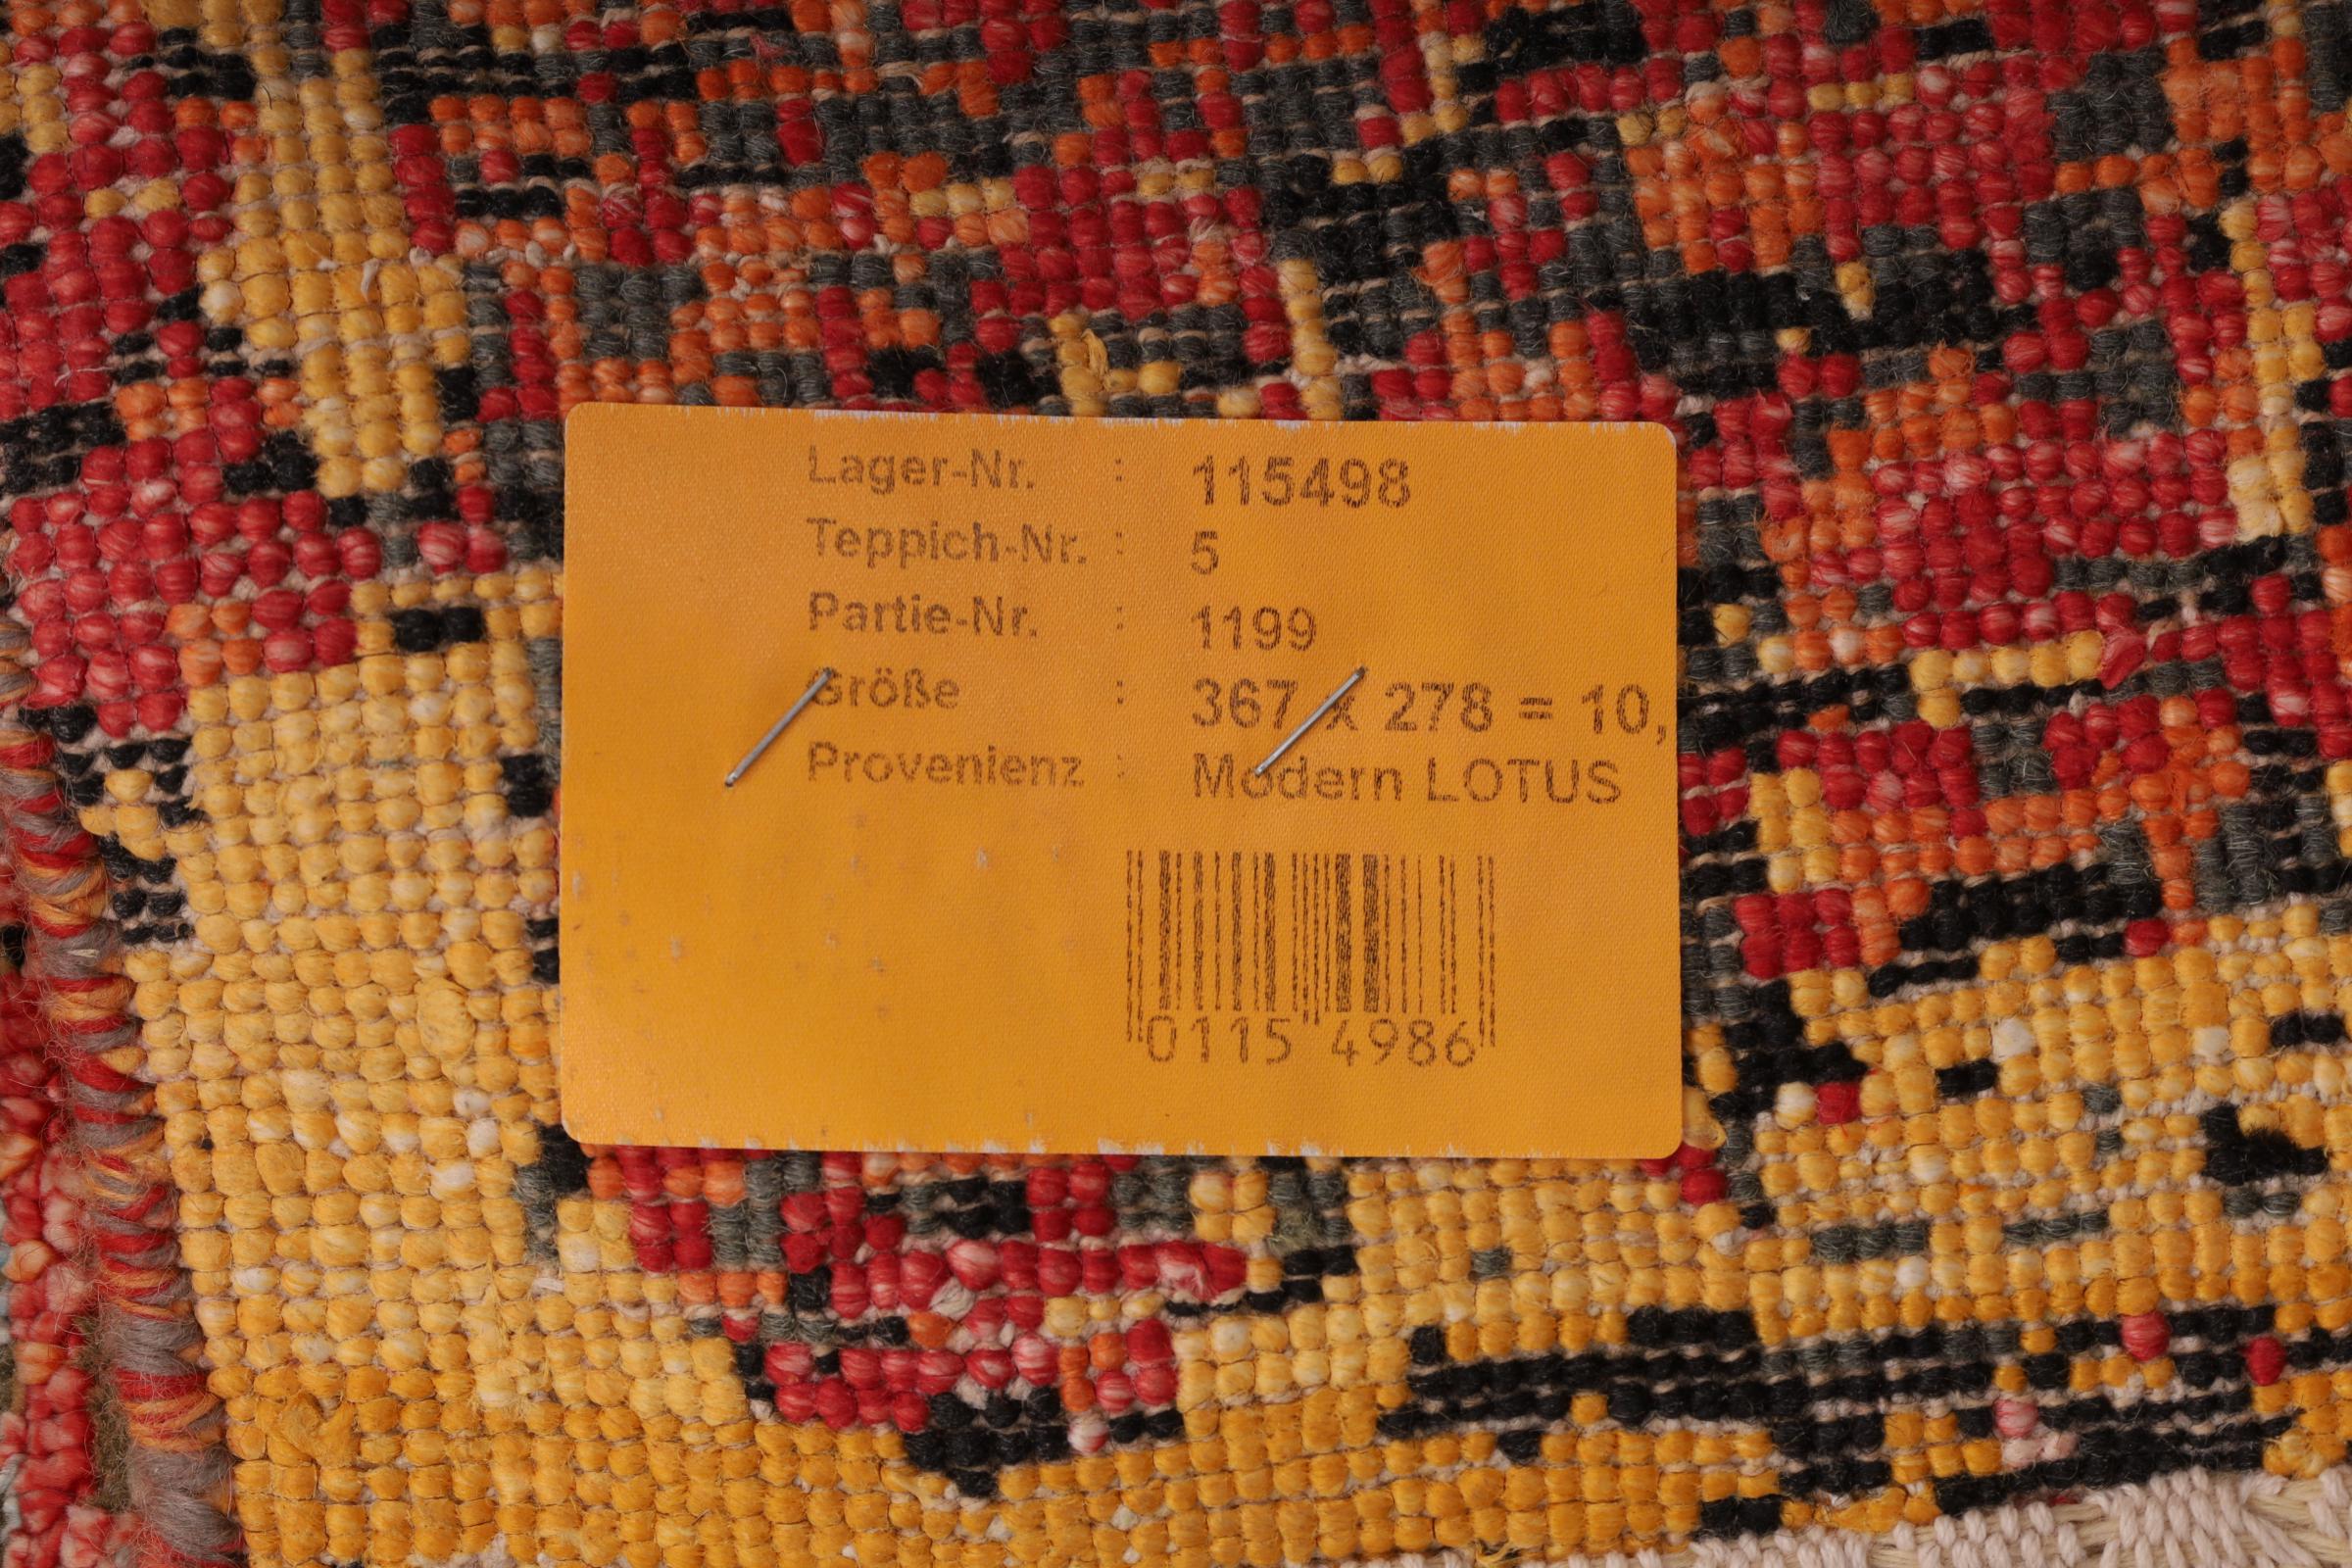 Lager-Nr. : 115498
Teppich-Nr. : 5
Partie-Nr. : 1199
Größe : 367 x 278 = 10,
Provenienz : Modern LOTUS
0115 4986